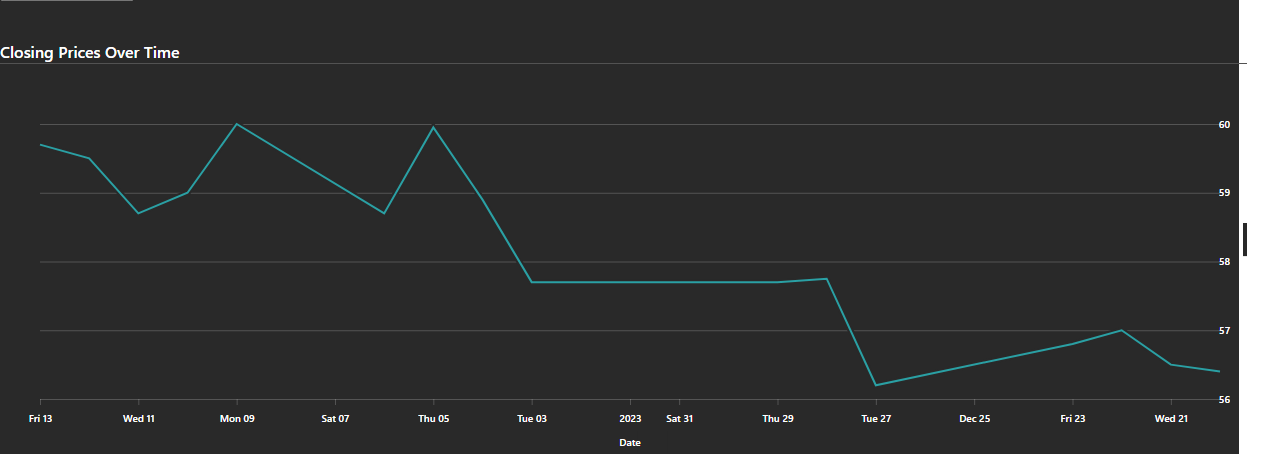 Closing Prices Over Time
60
59
58
57
56
Fri 13 Wed 11 Mon 09 Sat 07 Thu 05 Tue 03 2023 Sat 31 Thu 29 Tue 27 Dec 25 Fri 23 Wed 21
Date